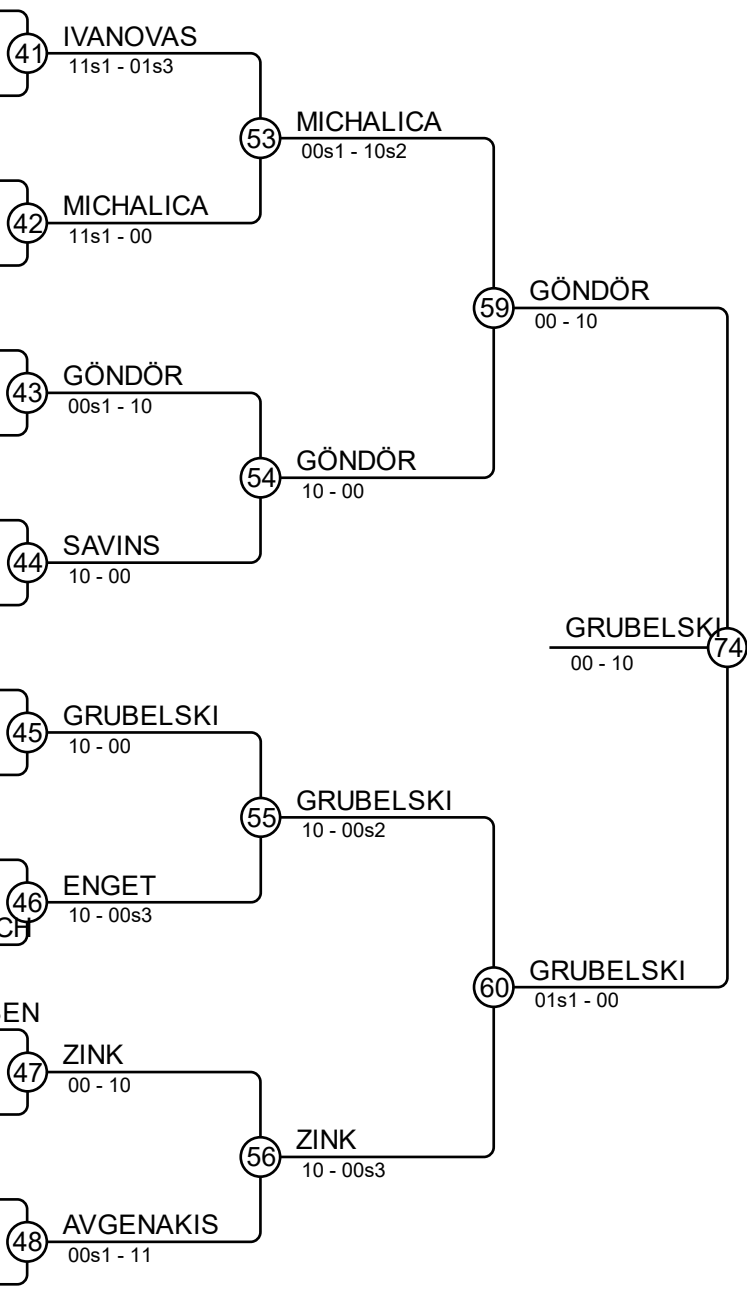 41
IVANOVAS
11s1 - 01s3
53
MICHALICA
00s1 - 10s2
42
MICHALICA
11s1 - 00
59
GÖNDÖR
00 - 10
43
GÖNDÖR
00s1 - 10
54
GÖNDÖR
10 - 00
44
SAVINS
10 - 00
GRUBELSKI
74
00 - 10
45
GRUBELSKI
10 - 00
55
GRUBELSKI
10 - 00s2
46
ENGET
10 - 00s3
CH
60
GRUBELSKI
01s1 - 00
EN
47
ZINK
00 - 10
56
ZINK
10 - 00s3
48
AVGENAKIS
00s1 - 11